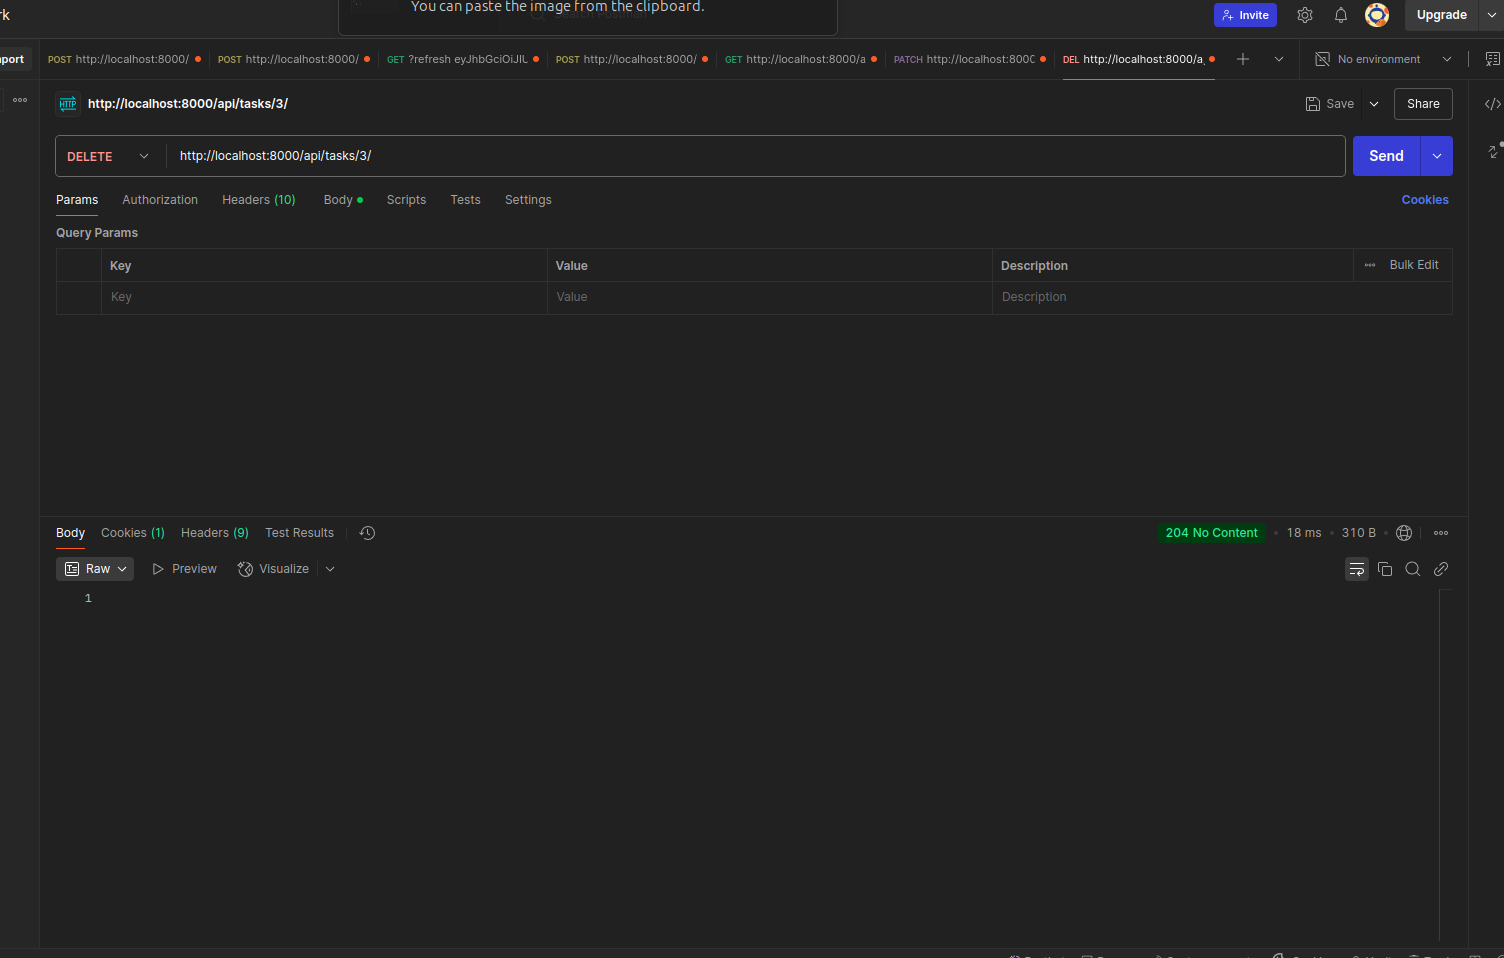 rk
You can paste the image from the clipboard.
Invite
Upgrade
port
POST http://localhost:8000/
POST http://localhost:8000/
GET ?refresh eyJhbGciOiJIU
POST http://localhost:8000/
GET http://localhost:8000/a
PATCH http://localhost:800
DEL http://localhost:8000/a
No environment
HTTP http://localhost:8000/api/tasks/3/
Save
Share
DELETE
http://localhost:8000/api/tasks/3/
Send
Params Authorization Headers (10) Body Scripts Tests Settings
Cookies
Query Params
Key Value Description Bulk Edit
Key Value Description
Body Cookies (1) Headers (9) Test Results
204 No Content • 18 ms • 310 B
Raw Preview Visualize
1